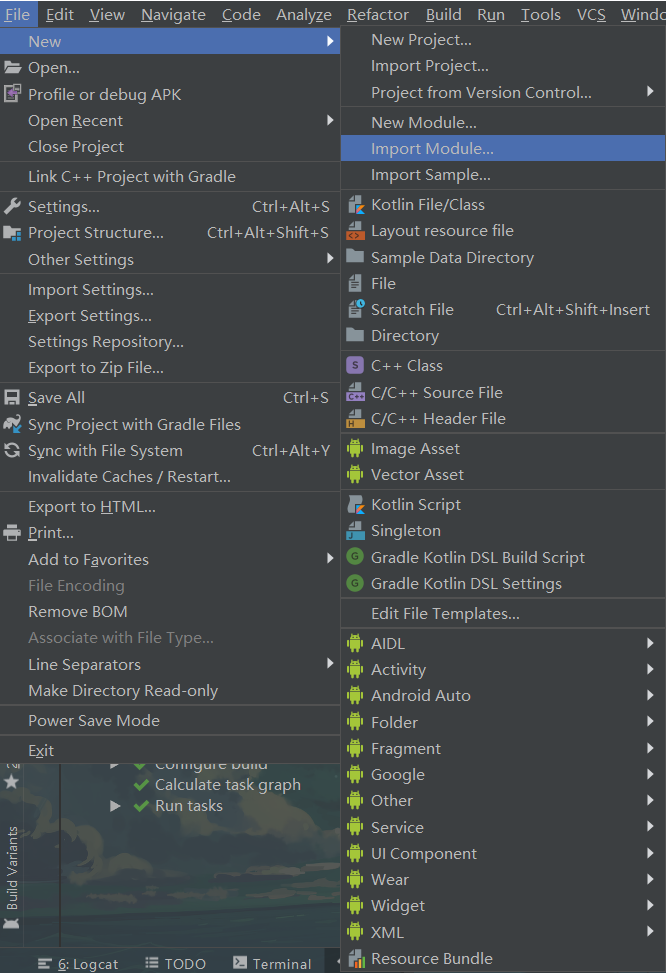 File Edit View Navigate Code Analyze Refactor Build Run Tools VCS
New
Open...
Profile or debug APK
Open Recent
Close Project
Link C++ Project with Gradle
Settings... Ctrl+Alt+S
Project Structure... Ctrl+Alt+Shift+S
Other Settings
Import Settings...
Export Settings...
Settings Repository...
Export to Zip File...
Save All Ctrl+S
Sync Project with Gradle Files
Sync with File System Ctrl+Alt+Y
Invalidate Caches / Restart...
Export to HTML...
Print...
Add to Favorites
File Encoding
Remove BOM
Associate with File Type...
Line Separators
Make Directory Read-only
Power Save Mode
Exit
New Project...
Import Project...
Project from Version Control...
New Module...
Import Module...
Import Sample...
Kotlin File/Class
Layout resource file
Sample Data Directory
File
Scratch File Ctrl+Alt+Shift+Insert
Directory
S C++ Class
C++ C/C++ Source File
H C/C++ Header File
Image Asset
Vector Asset
Kotlin Script
J Singleton
G Gradle Kotlin DSL Build Script
G Gradle Kotlin DSL Settings
Edit File Templates...
AIDL
Activity
Android Auto
Folder
Fragment
Google
Other
Service
UI Component
Wear
Widget
XML
Resource Bundle
Configure build
Calculate task graph
Run tasks
Build Variants
6: Logcat TODO Terminal